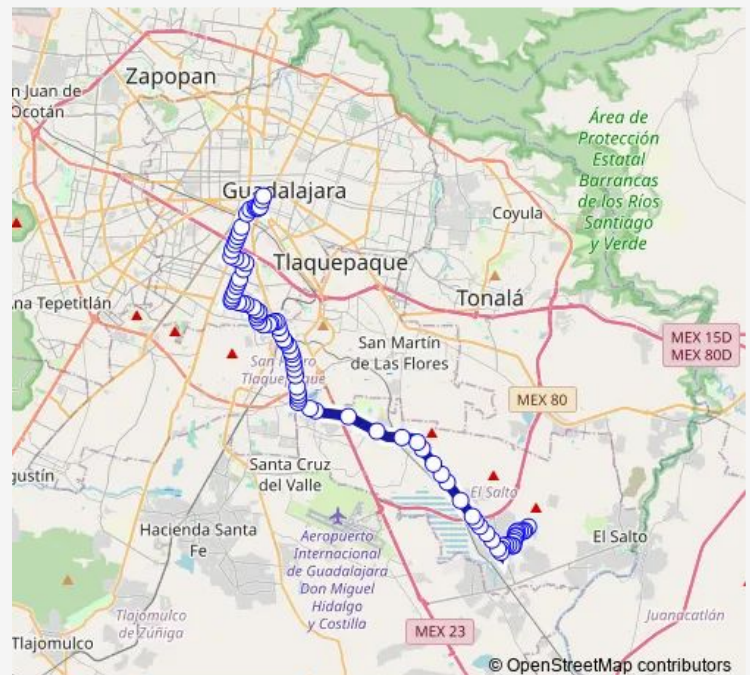 Zapopan
n Juan de
Ocotán
Área de
Protección
Estatal
Barrancas
de los Ríos
Santiago
y Verde
Guadalajara
Coyula
Tlaquepaque
na Tepetitlán
Tonalá
San Martín
de Las Flores
MEX 15D
MEX 80D
San Pedro
Tlaquepaque
MEX 80
Santa Cruz
del Valle
gustín
El Salto
Hacienda Santa
Fe
Aeropuerto
Internacional
de Guadalajara
Don Miguel
Hidalgo
y Costilla
El Salto
Tlajomulco
de Zúñiga
Juanacatlán
MEX 23
Tlajomulco
© OpenStreetMap contributors